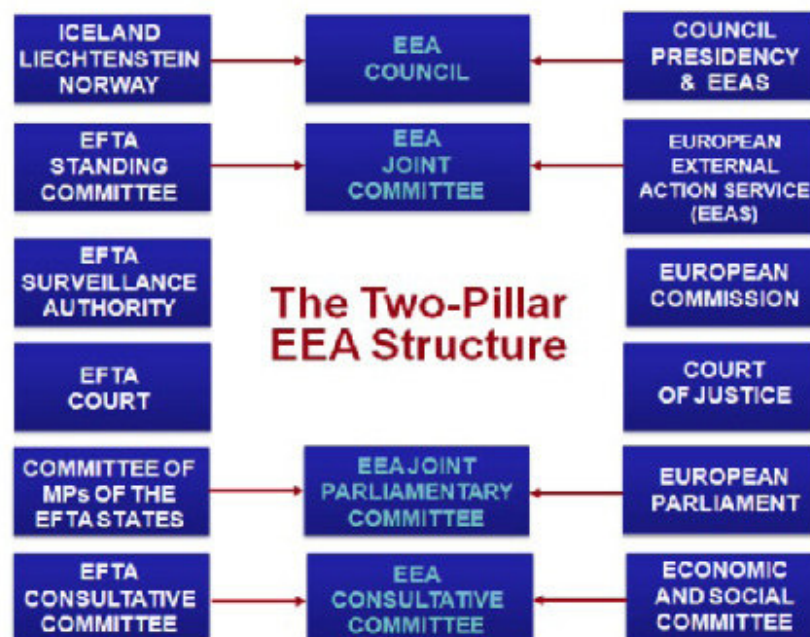 ICELAND
LIECHTENSTEIN
NORWAY
EEA
COUNCIL
COUNCIL
PRESIDENCY
& EEAS
EFTA
STANDING
COMMITTEE
EEA
JOINT
COMMITTEE
EUROPEAN
EXTERNAL
ACTION SERVICE
(EEAS)
EFTA
SURVEILLANCE
AUTHORITY
The Two-Pillar
EEA Structure
EUROPEAN
COMMISSION
EFTA
COURT
COURT
OF JUSTICE
COMMITTEE OF
MPs OF THE
EFTA STATES
EEA JOINT
PARLIAMENTARY
COMMITTEE
EUROPEAN
PARLIAMENT
EFTA
CONSULTATIVE
COMMITTEE
EEA
CONSULTATIVE
COMMITTEE
ECONOMIC
AND SOCIAL
COMMITTEE